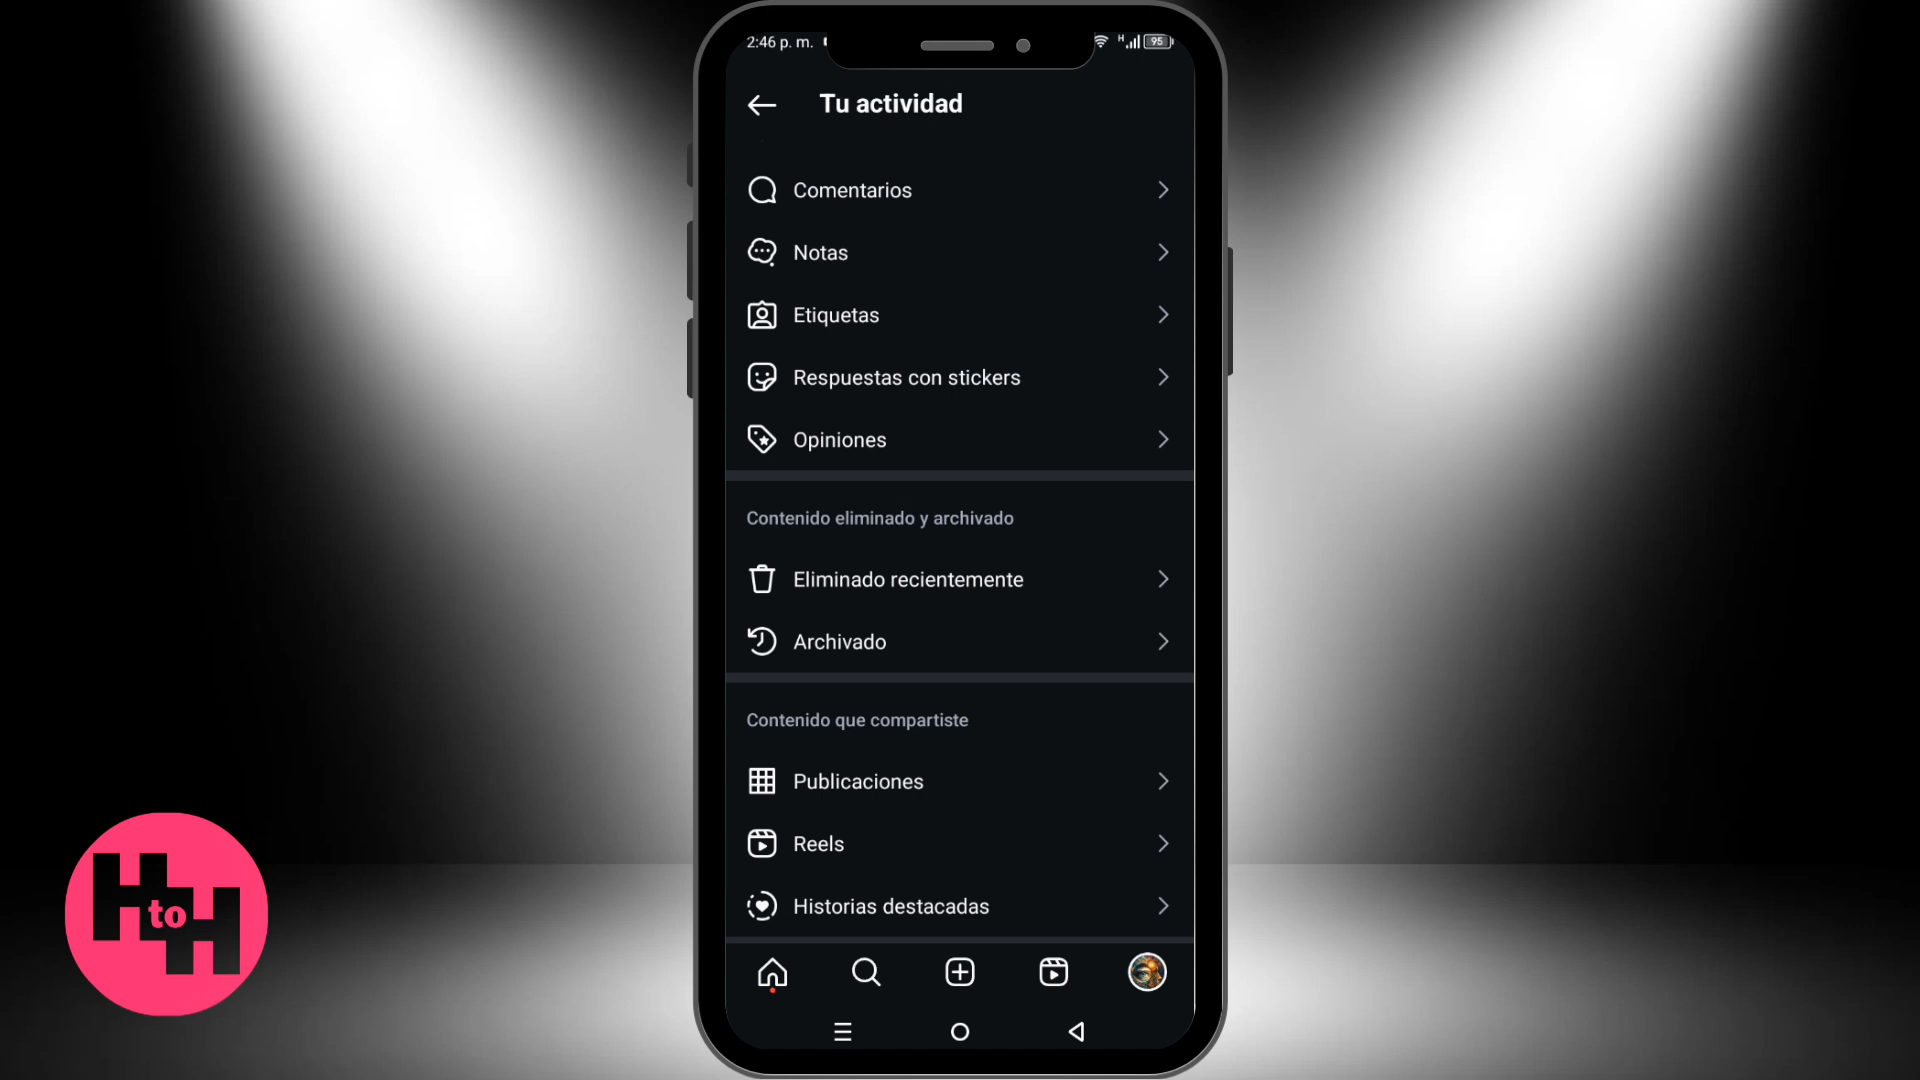 2:46 p. m.
H
95
Tu actividad
Comentarios
Notas
Etiquetas
Respuestas con stickers
Opiniones
Contenido eliminado y archivado
Eliminado recientemente
Archivado
Contenido que compartiste
Publicaciones
Reels
Historias destacadas
H to H